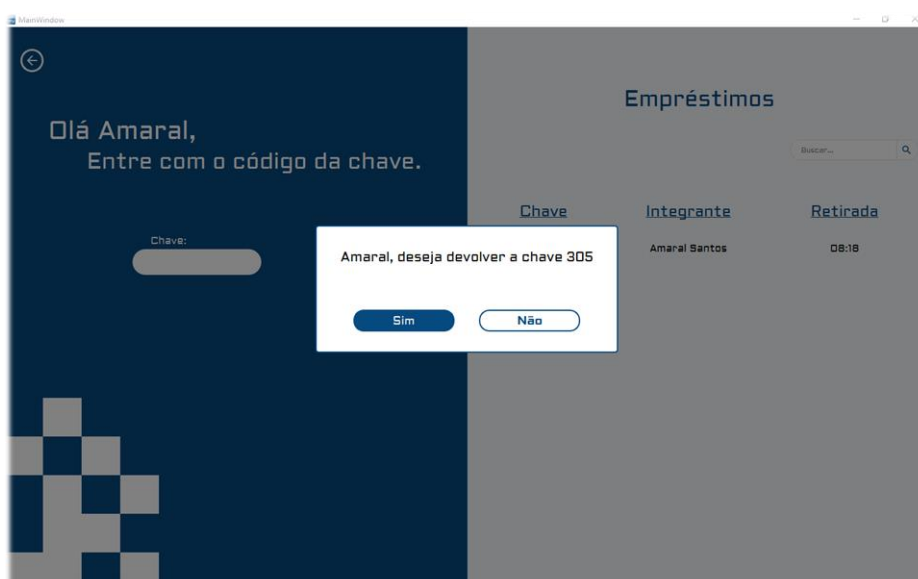 MainWindow
Olá Amaral,
Entre com o código da chave.
Chave:
Empréstimos
Buscar...
Chave Integrante Retirada
Amaral Santos 08:18
Amaral, deseja devolver a chave 305
Sim Não